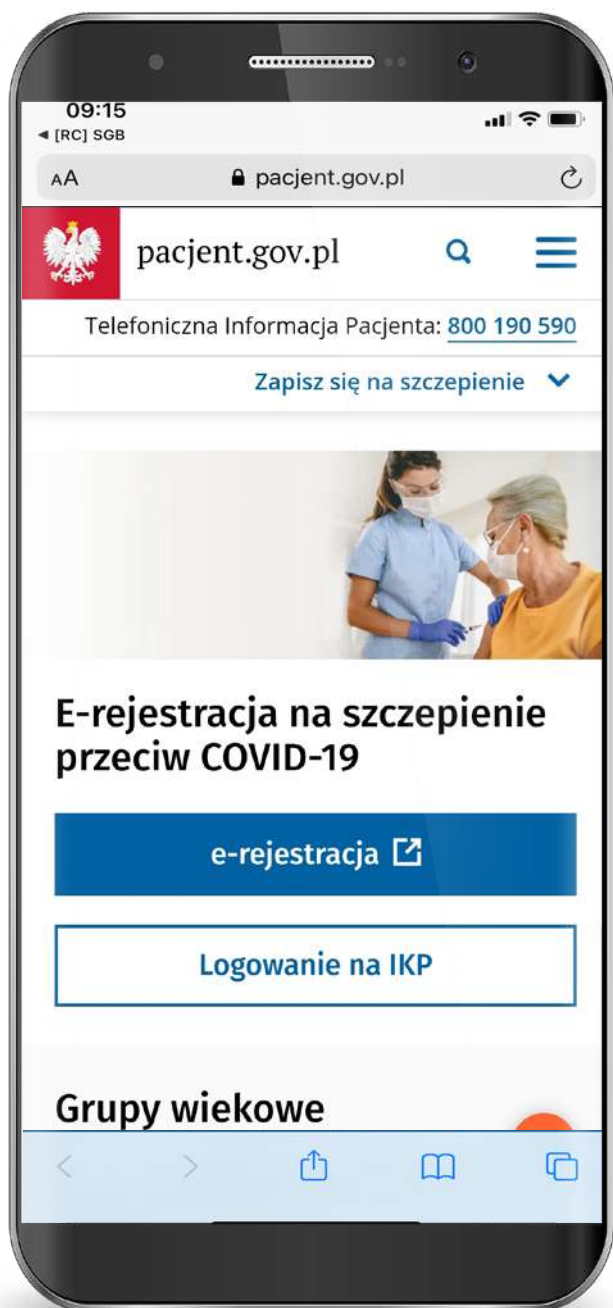 09:15
◀ [RC] SGB
AA pacjent.gov.pl
pacjent.gov.pl
Telefoniczna Informacja Pacjenta: 800 190 590
Zapisz się na szczepienie
E-rejestracja na szczepienie
przeciw COVID-19
e-rejestracja
Logowanie na IKP
Grupy wiekowe